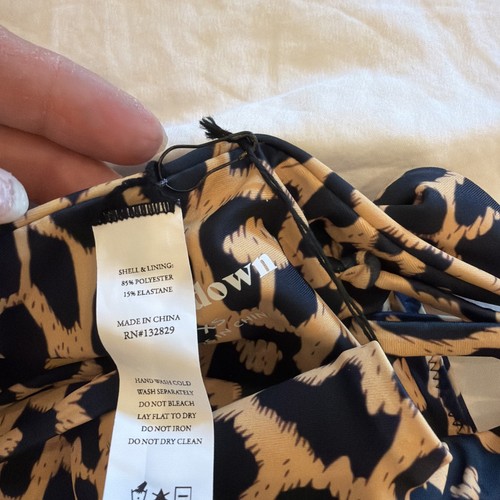 SHELL & LINING:
85% POLYESTER
15% ELASTANE
MADE IN CHINA
RN#132829
HAND WASH COLD
WASH SEPARATELY
DO NOT BLEACH
LAY FLAT TO DRY
DO NOT IRON
DO NOT DRY CLEAN
down.